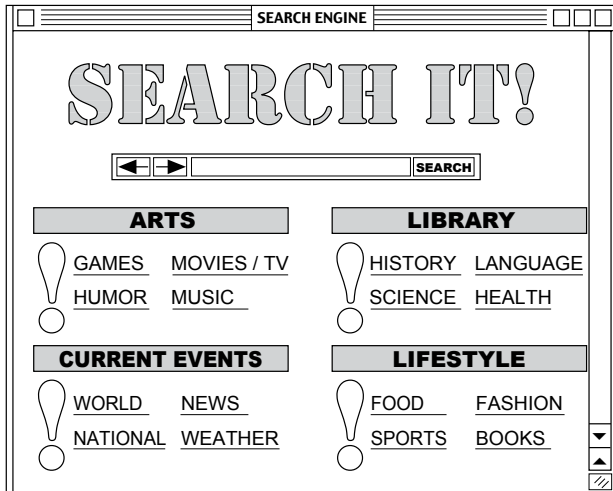 SEARCH ENGINE
SEARCH IT!
SEARCH
ARTS
GAMES MOVIES / TV
HUMOR MUSIC
LIBRARY
HISTORY LANGUAGE
SCIENCE HEALTH
CURRENT EVENTS
WORLD NEWS
NATIONAL WEATHER
LIFESTYLE
FOOD FASHION
SPORTS BOOKS